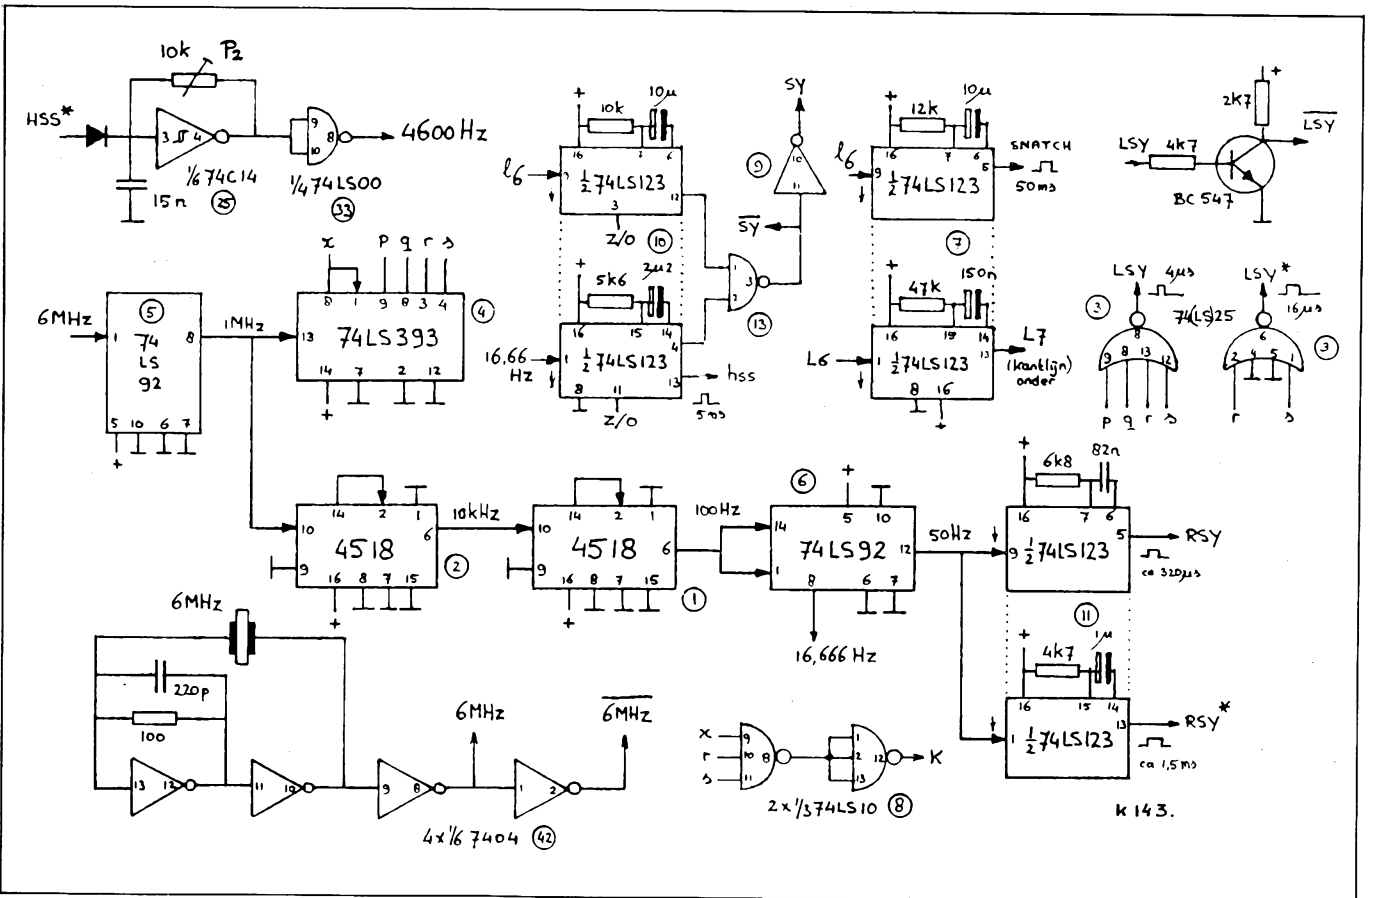 10k P2
HSS*
3 4
9
10
8
4600Hz
1/6 74C14
25
15n
1/4 74LS00
33
+
10k
10µ
16 7 6
l6
9
½ 74LS123
12
3
Z/O
10
+
5k6
2µ2
16 15 14
16,66
Hz
1
½ 74LS123
4
13
hss
5ms
8 11
Z/O
SY
9
10
11
SY
1
2
3
13
+
12k
10µ
16 7 6
l6
9
½ 74LS123
5
SNATCH
50ms
7
+
47k
150n
16 15 14
L6
1
½ 74LS123
13
L7
(kantlijn)
onder
8 16
+
+
2k7
LSY
LSY
4k7
BC 547
LSY
4µs
3
8
74(LS)25
9 8 13 12
p q r s
LSY*
16µs
6
3
2 4 5 1
r s
6MHz
1
5
74
LS
92
8
5 10 6 7
+
1MHz
x p q r s
8 1 9 8 3 4
4
13
74LS393
14 7 2 12
+
14 2 1
10
4518
6
9
16 8 7 15
+
2
10kHz
14 2 1
10
4518
6
9
16 8 7 15
+
1
100Hz
6
+
5 10
14
74LS92
12
1
8 6 7
16,666 Hz
50Hz
+
6k8
82n
16 7 6
9
½ 74LS123
5
RSY
ca 320µs
11
+
4k7
1µ
16 15 14
1
½ 74LS123
13
RSY*
ca 1,5ms
6MHz
220p
100
13 12
11 10
9 8
1 2
6MHz
6MHz
4x1/6 7404
42
x
r
s
9
10
11
8
1
2
13
12
K
2x1/3 74LS10
8
k143.